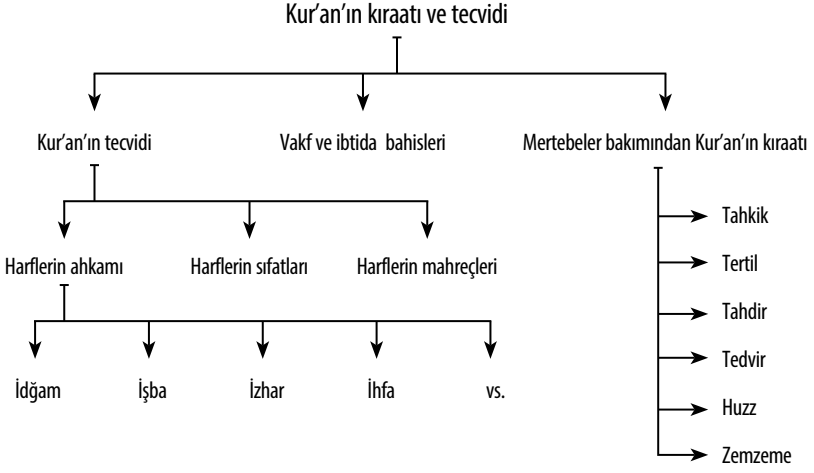 Kur’an’ın kıraatı ve tecvidi
Kur’an’ın tecvidi
Vakf ve ibtida bahisleri
Mertebeler bakımından Kur’an’ın kıraatı
Harflerin ahkamı
Harflerin sıfatları
Harflerin mahreçleri
İdğam
İşba
İzhar
İhfa
vs.
Tahkik
Tertil
Tahdir
Tedvir
Huzz
Zemzeme